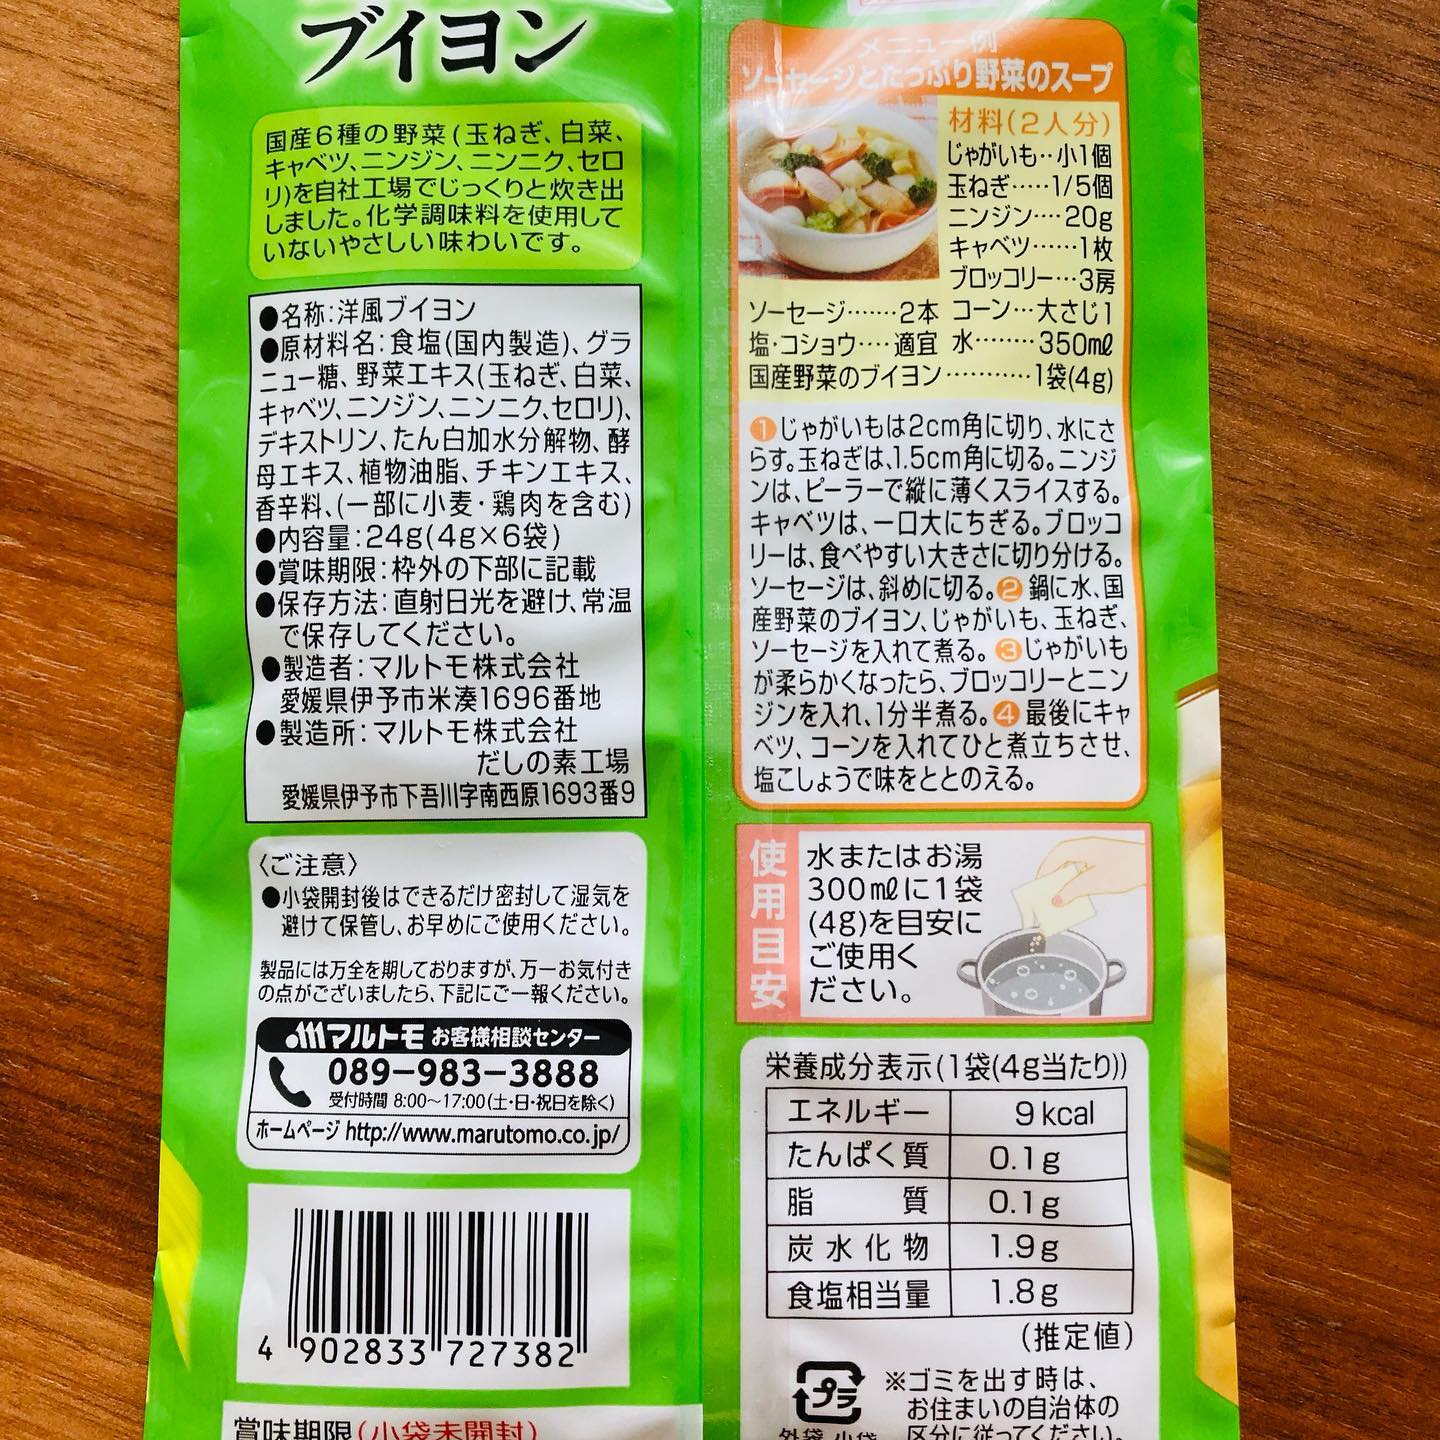 ブイヨン
国産6種の野菜(玉ねぎ、白菜、
キャベツ、ニンジン、ニンニク、セロ
リ)を自社工場でじっくりと炊き出
しました。化学調味料を使用して
いないやさしい味わいです。
●名称:洋風ブイヨン
●原材料名:食塩(国内製造)、グラ
ニュー糖、野菜エキス(玉ねぎ、白菜、
キャベツ、ニンジン、ニンニク、セロリ)、
デキストリン、たん白加水分解物、酵
母エキス、植物油脂、チキンエキス、
香辛料、(一部に小麦・鶏肉を含む)
●内容量:24g(4g×6袋)
●賞味期限:枠外の下部に記載
●保存方法:直射日光を避け、常温
で保存してください。
●製造者:マルトモ株式会社
愛媛県伊予市米湊1696番地
●製造所:マルトモ株式会社
だしの素工場
愛媛県伊予市下吾川字南西原1693番9
〈ご注意〉
●小袋開封後はできるだけ密封して湿気を
避けて保管し、お早めにご使用ください。
製品には万全を期しておりますが、万一お気付き
の点がございましたら、下記にご一報ください。
マルトモ お客様相談センター
089-983-3888
受付時間 8:00~17:00(土・日・祝日を除く)
ホームページ http://www.marutomo.co.jp/
4 902833 727382
賞味期限(小袋未開封)
メニュー例
ソーセージとたっぷり野菜のスープ
材料(2人分)
じゃがいも‥小1個
玉ねぎ……1/5個
ニンジン…‥20g
キャベツ……1枚
ブロッコリー…3房
ソーセージ……‥2本 コーン…大さじ1
塩・コショウ…‥適宜 水………350㎖
国産野菜のブイヨン…………1袋(4g)
❶じゃがいもは2cm角に切り、水にさ
らす。玉ねぎは、1.5cm角に切る。ニンジ
ンは、ピーラーで縦に薄くスライスする。
キャベツは、一口大にちぎる。ブロッコ
リーは、食べやすい大きさに切り分ける。
ソーセージは、斜めに切る。❷鍋に水、国
産野菜のブイヨン、じゃがいも、玉ねぎ、
ソーセージを入れて煮る。❸じゃがいも
が柔らかくなったら、ブロッコリーとニン
ジンを入れ、1分半煮る。❹最後にキャ
ベツ、コーンを入れてひと煮立ちさせ、
塩こしょうで味をととのえる。
使用目安
水またはお湯
300㎖に1袋
(4g)を目安に
ご使用く
ださい。
栄養成分表示(1袋(4g当たり))
エネルギー 9kcal
たんぱく質 0.1g
脂質 0.1g
炭水化物 1.9g
食塩相当量 1.8g
(推定値)
プラ
外袋 小袋
※ゴミを出す時は、
お住まいの自治体の
区分に従ってください。